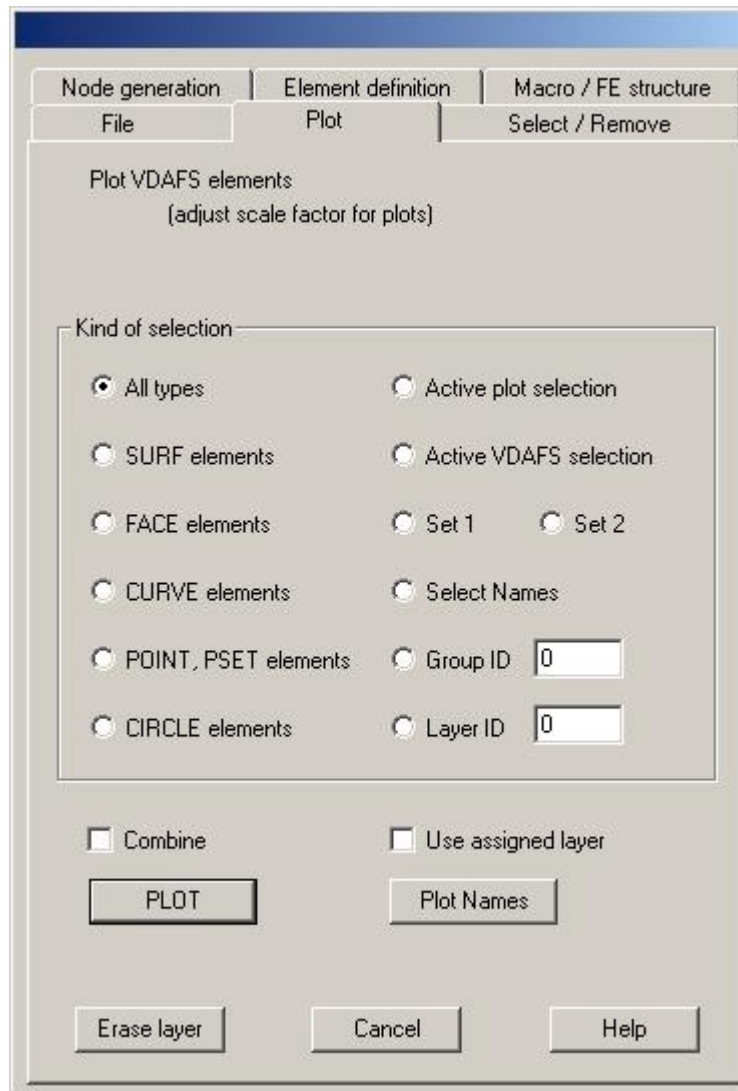 Node generation Element definition Macro / FE structure
File Plot Select / Remove
Plot VDAFS elements
(adjust scale factor for plots)
Kind of selection
All types Active plot selection
SURF elements Active VDAFS selection
FACE elements Set 1 Set 2
CURVE elements Select Names
POINT, PSET elements Group ID 0
CIRCLE elements Layer ID 0
Combine Use assigned layer
PLOT Plot Names
Erase layer Cancel Help